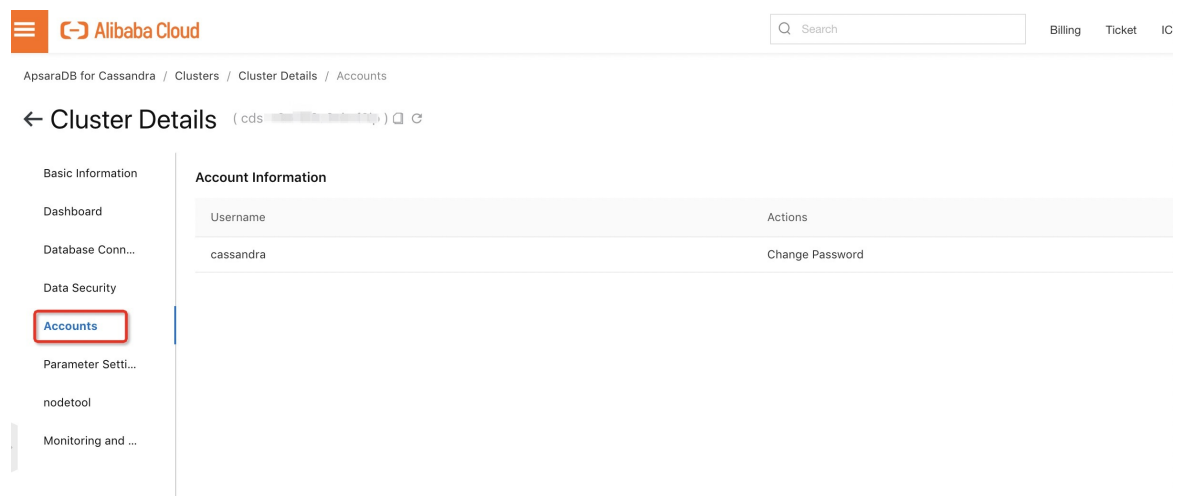 Alibaba Cloud
Search
Billing Ticket IC
ApsaraDB for Cassandra / Clusters / Cluster Details / Accounts
Cluster Details ( cds )
Basic Information
Dashboard
Database Conn...
Data Security
Accounts
Parameter Setti...
nodetool
Monitoring and ...
Account Information
Username Actions
cassandra Change Password